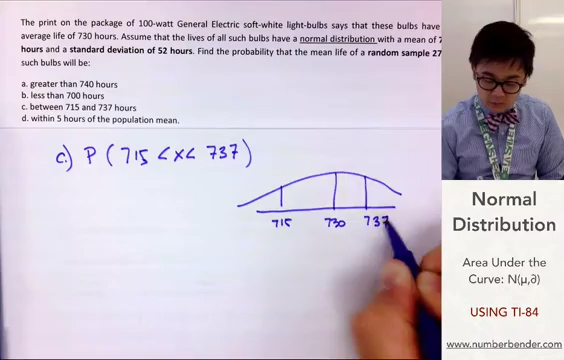 The print on the package of 100-watt General Electric soft-white light-bulbs says that these bulbs have
average life of 730 hours. Assume that the lives of all such bulbs have a normal distribution with a mean of 7
hours and a standard deviation of 52 hours. Find the probability that the mean life of a random sample 27
such bulbs will be:
a. greater than 740 hours
b. less than 700 hours
c. between 715 and 737 hours
d. within 5 hours of the population mean.
c.) P ( 715 < x < 737 )
715 730 737
Normal
Distribution
Area Under the
Curve: N(μ,∂)
USING TI-84
www.numberbender.com